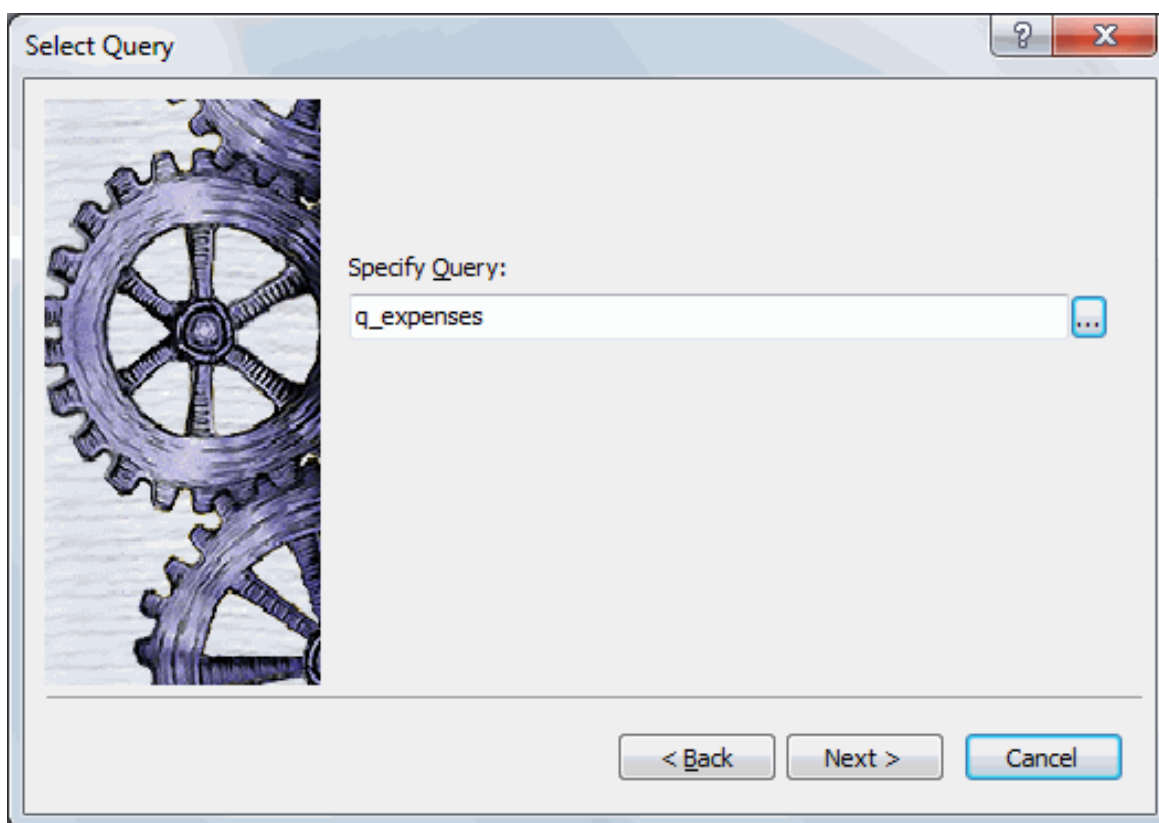 Select Query
Specify Query:
q_expenses
...
< Back
Next >
Cancel